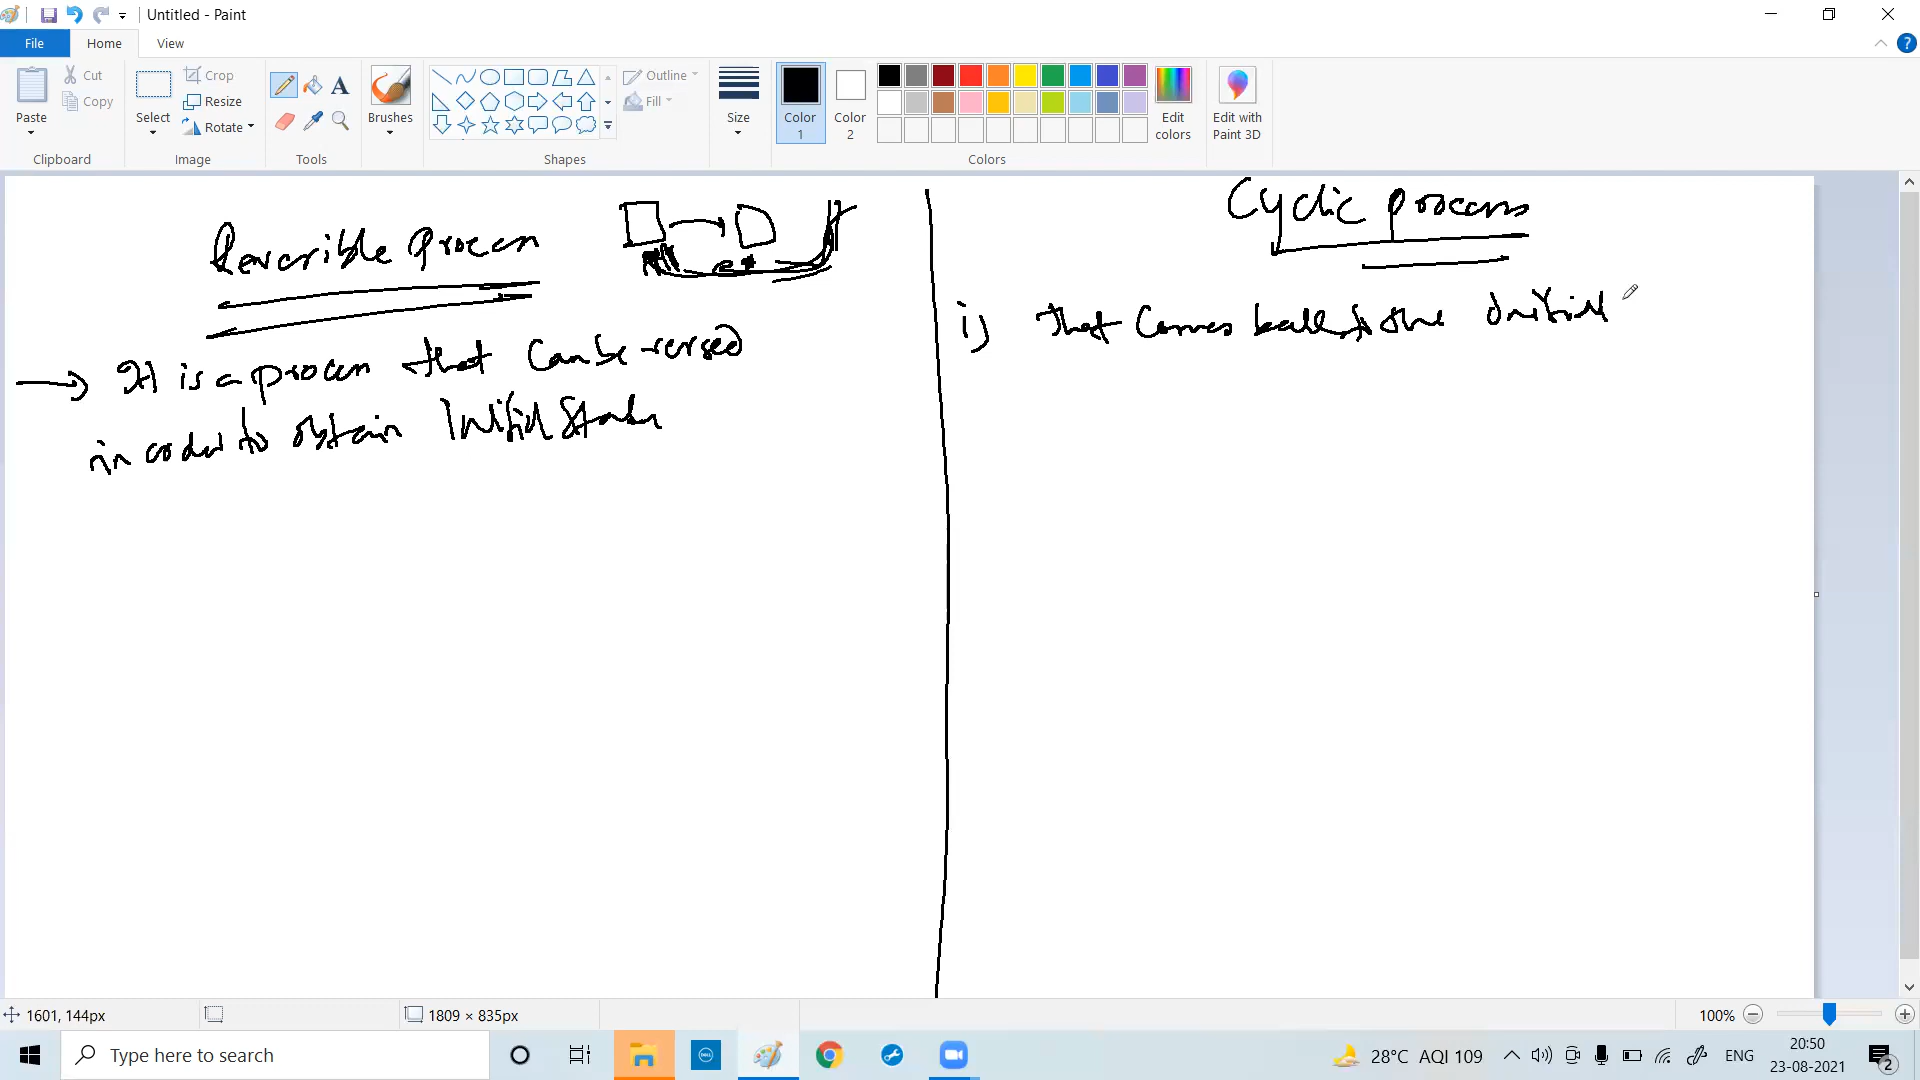 Untitled - Paint
File
Home
View
Paste
Cut
Copy
Clipboard
Select
Crop
Resize
Rotate
Image
A
Tools
Brushes
Shapes
Outline
Fill
Size
Color
1
Color
2
Edit
colors
Colors
Edit with
Paint 3D
Reversible Process
→ It is a process that can be rersed
in order to obtain Initial State
Cyclic process
i) that Comes back to the Initial
1601, 144px
1809 × 835px
100%
Type here to search
DELL
28°C AQI 109
ENG
20:50
23-08-2021
2